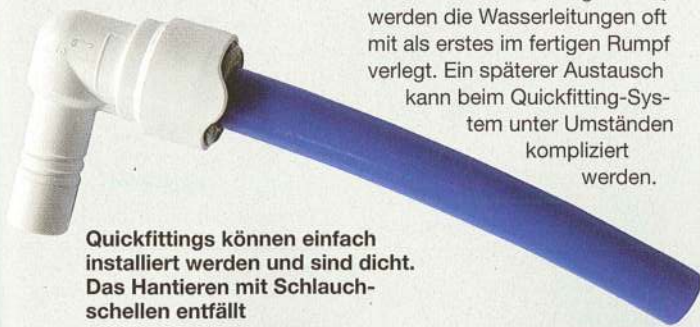 werden die Wasserleitungen oft
mit als erstes im fertigen Rumpf
verlegt. Ein späterer Austausch
kann beim Quickfitting-Sys-
tem unter Umständen
kompliziert
werden.
Quickfittings können einfach
installiert werden und sind dicht.
Das Hantieren mit Schlauch-
schellen entfällt